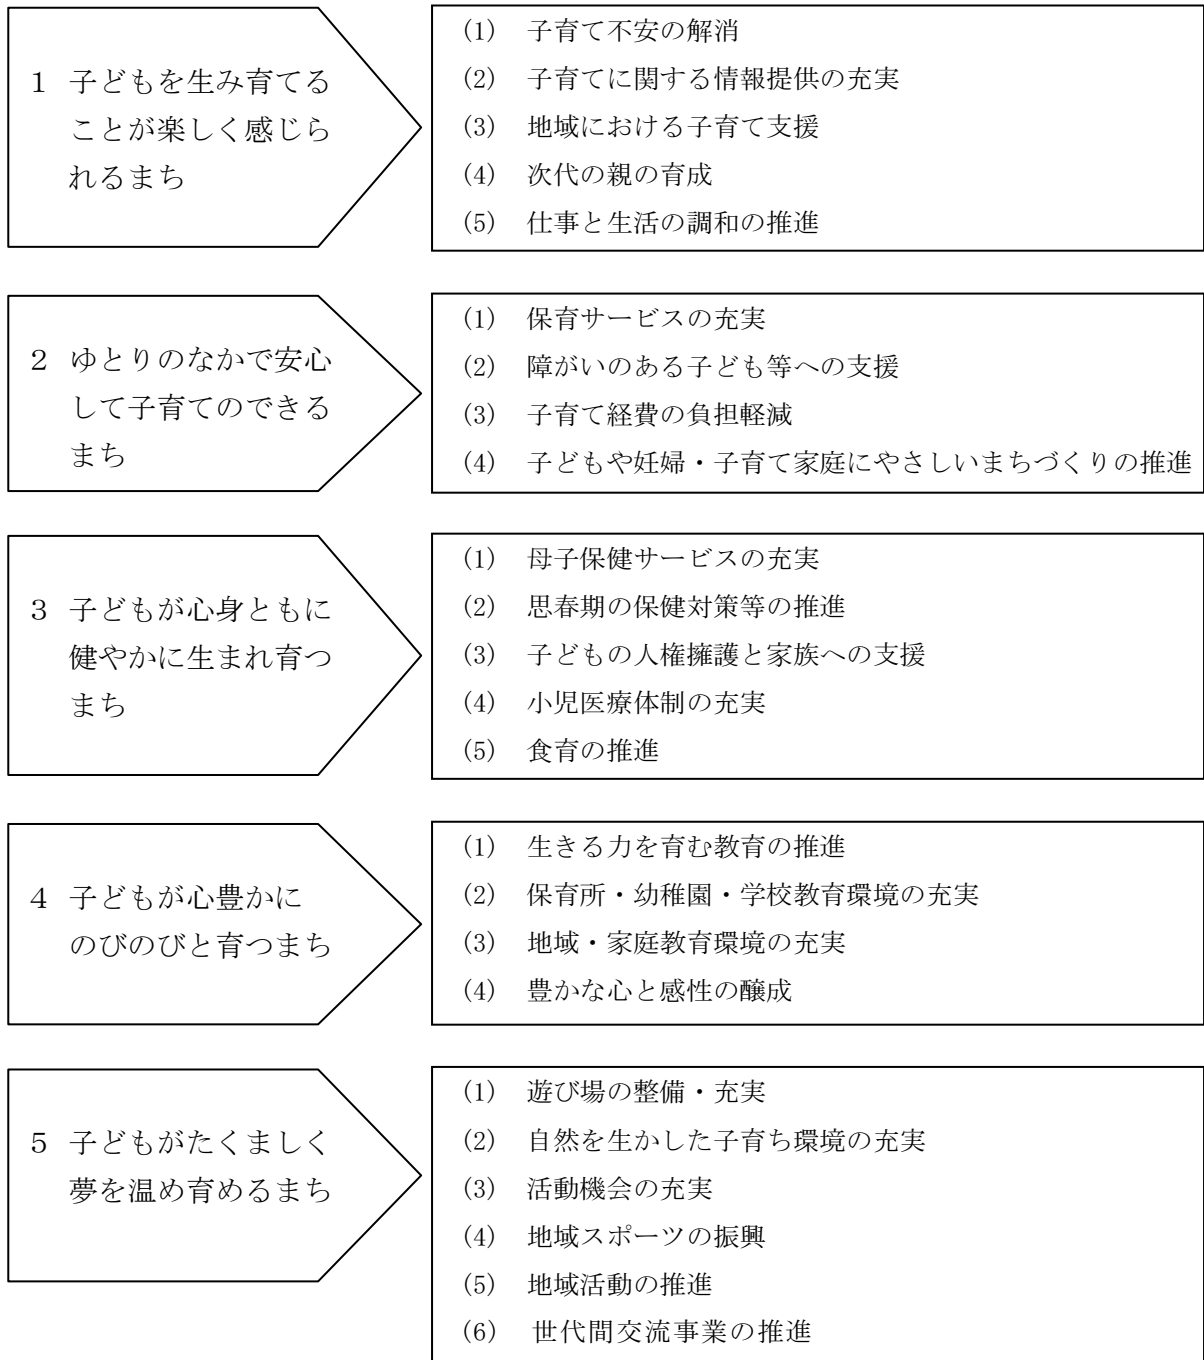 1 子どもを生み育てる
ことが楽しく感じら
れるまち
(1) 子育て不安の解消
(2) 子育てに関する情報提供の充実
(3) 地域における子育て支援
(4) 次代の親の育成
(5) 仕事と生活の調和の推進
2 ゆとりのなかで安心
して子育てのできる
まち
(1) 保育サービスの充実
(2) 障がいのある子ども等への支援
(3) 子育て経費の負担軽減
(4) 子どもや妊婦・子育て家庭にやさしいまちづくりの推進
3 子どもが心身ともに
健やかに生まれ育つ
まち
(1) 母子保健サービスの充実
(2) 思春期の保健対策等の推進
(3) 子どもの人権擁護と家族への支援
(4) 小児医療体制の充実
(5) 食育の推進
4 子どもが心豊かに
のびのびと育つまち
(1) 生きる力を育む教育の推進
(2) 保育所・幼稚園・学校教育環境の充実
(3) 地域・家庭教育環境の充実
(4) 豊かな心と感性の醸成
5 子どもがたくましく
夢を温め育めるまち
(1) 遊び場の整備・充実
(2) 自然を生かした子育ち環境の充実
(3) 活動機会の充実
(4) 地域スポーツの振興
(5) 地域活動の推進
(6) 世代間交流事業の推進